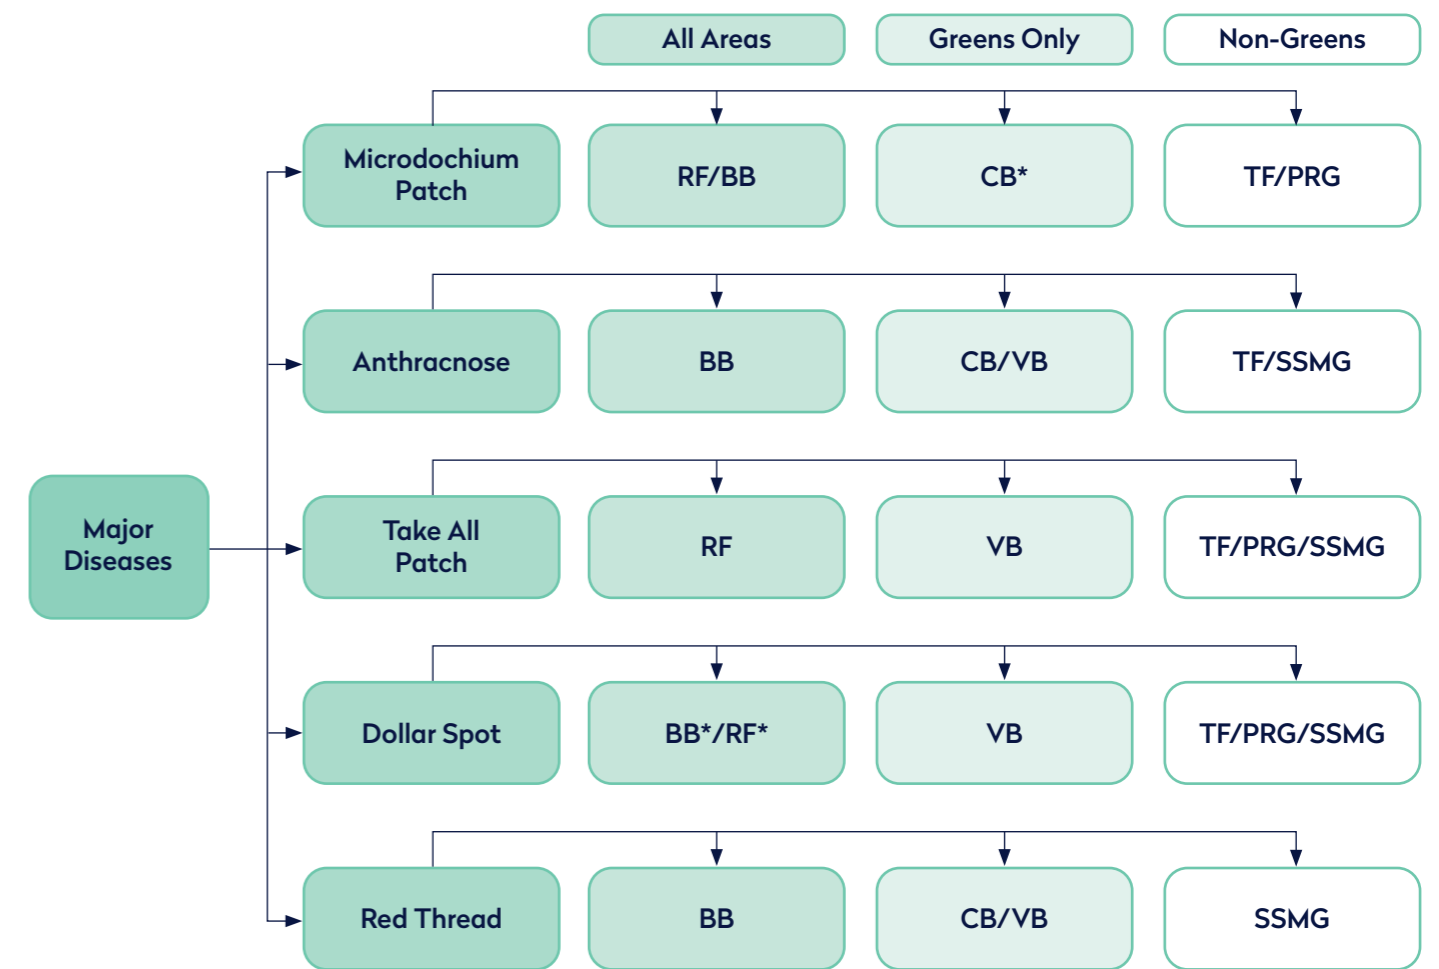 All Areas
Greens Only
Non-Greens
Microdochium
Patch
RF/BB
CB*
TF/PRG
Anthracnose
BB
CB/VB
TF/SSMG
Major
Diseases
Take All
Patch
RF
VB
TF/PRG/SSMG
Dollar Spot
BB*/RF*
VB
TF/PRG/SSMG
Red Thread
BB
CB/VB
SSMG